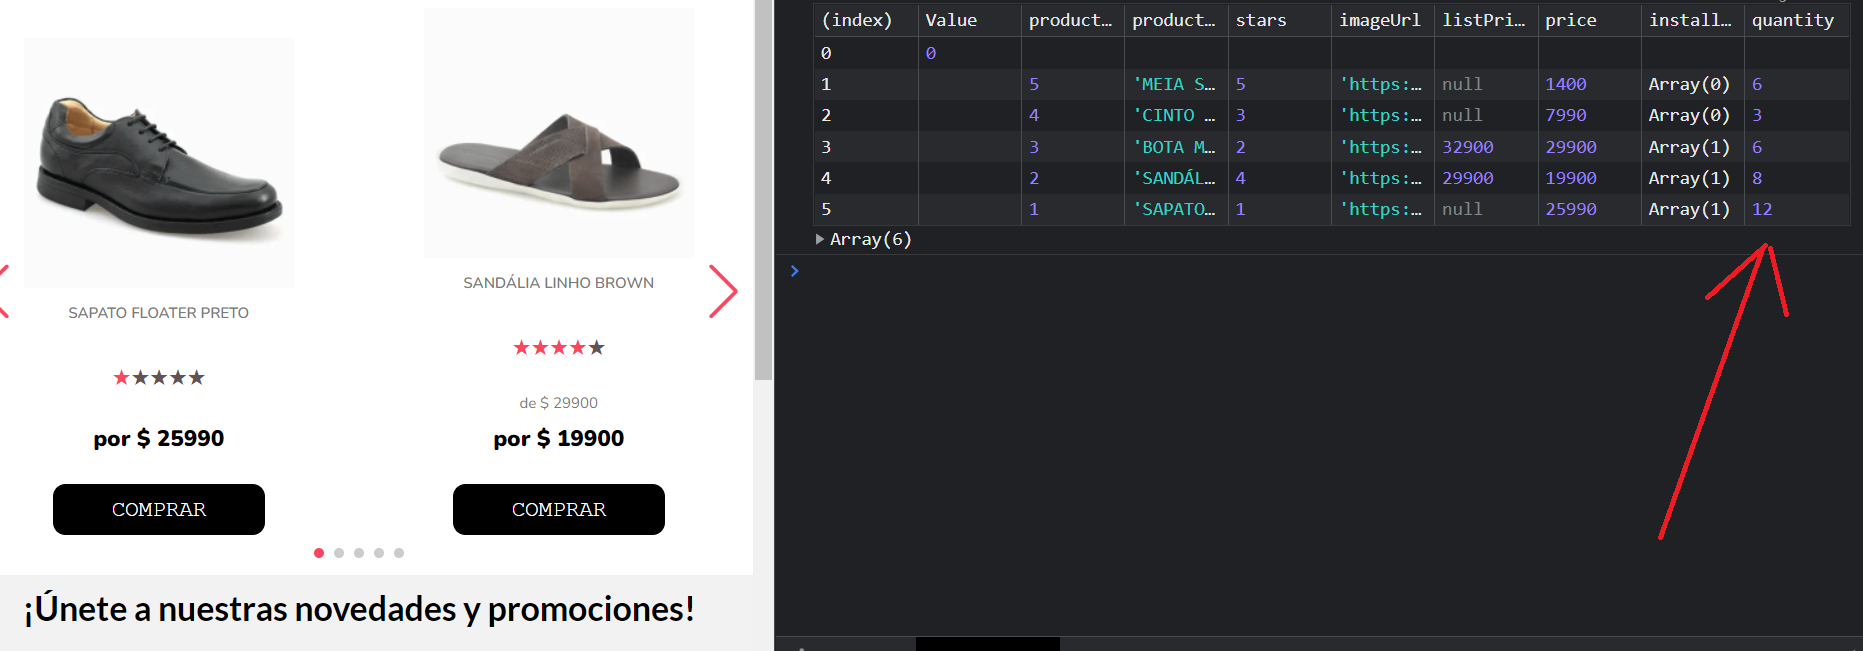 SAPATO FLOATER PRETO
★★★★★
por $ 25990
COMPRAR
SANDÁLIA LINHO BROWN
★★★★★
de $ 29900
por $ 19900
COMPRAR
¡Únete a nuestras novedades y promociones!
(index) Value product… product… stars imageUrl listPri… price install… quantity
0 0
1 5 'MEIA S… 5 'https:… null 1400 Array(0) 6
2 4 'CINTO … 3 'https:… null 7990 Array(0) 3
3 3 'BOTA M… 2 'https:… 32900 29900 Array(1) 6
4 2 'SANDÁL… 4 'https:… 29900 19900 Array(1) 8
5 1 'SAPATO… 1 'https:… null 25990 Array(1) 12
▶ Array(6)